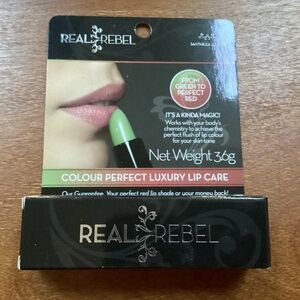 REAL REBEL
FROM
GREEN TO
PERFECT
RED
IT'S A KINDA MAGIC!
Works with your body's
chemistry to achieve the
perfect flush of lip colour
for your skin-tone
Net Weight 3.6g
COLOUR PERFECT LUXURY LIP CARE
Our Guarantee. Your perfect red lip shade or your money back!
REAL REBEL